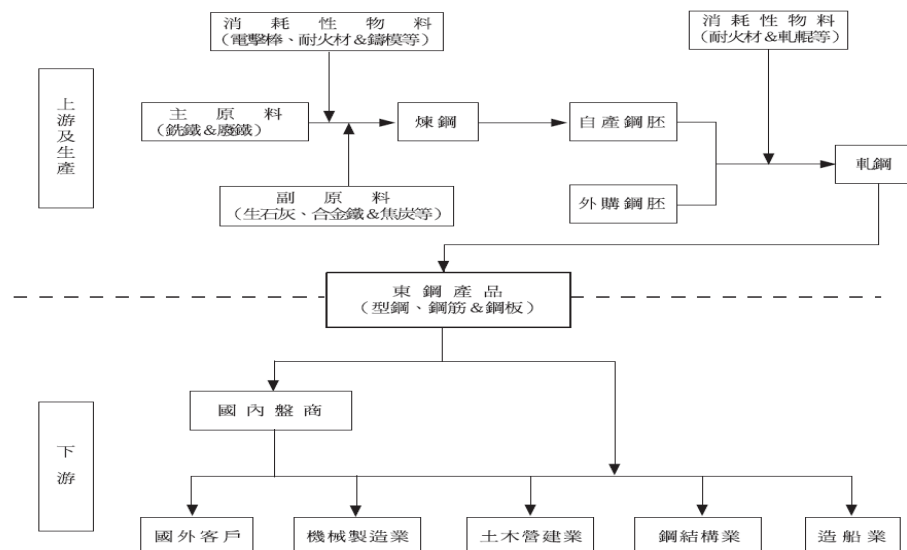 消耗性物料
(電擊棒、耐火材&鑄模等)
消耗性物料
(耐火材&軋輥等)
上游及生產
主原料
(銑鐵&廢鐵)
煉鋼
自產鋼胚
軋鋼
副原料
(生石灰、合金鐵&焦炭等)
外購鋼胚
東鋼產品
(型鋼、鋼筋&鋼板)
國內盤商
下游
國外客戶
機械製造業
土木營建業
鋼結構業
造船業